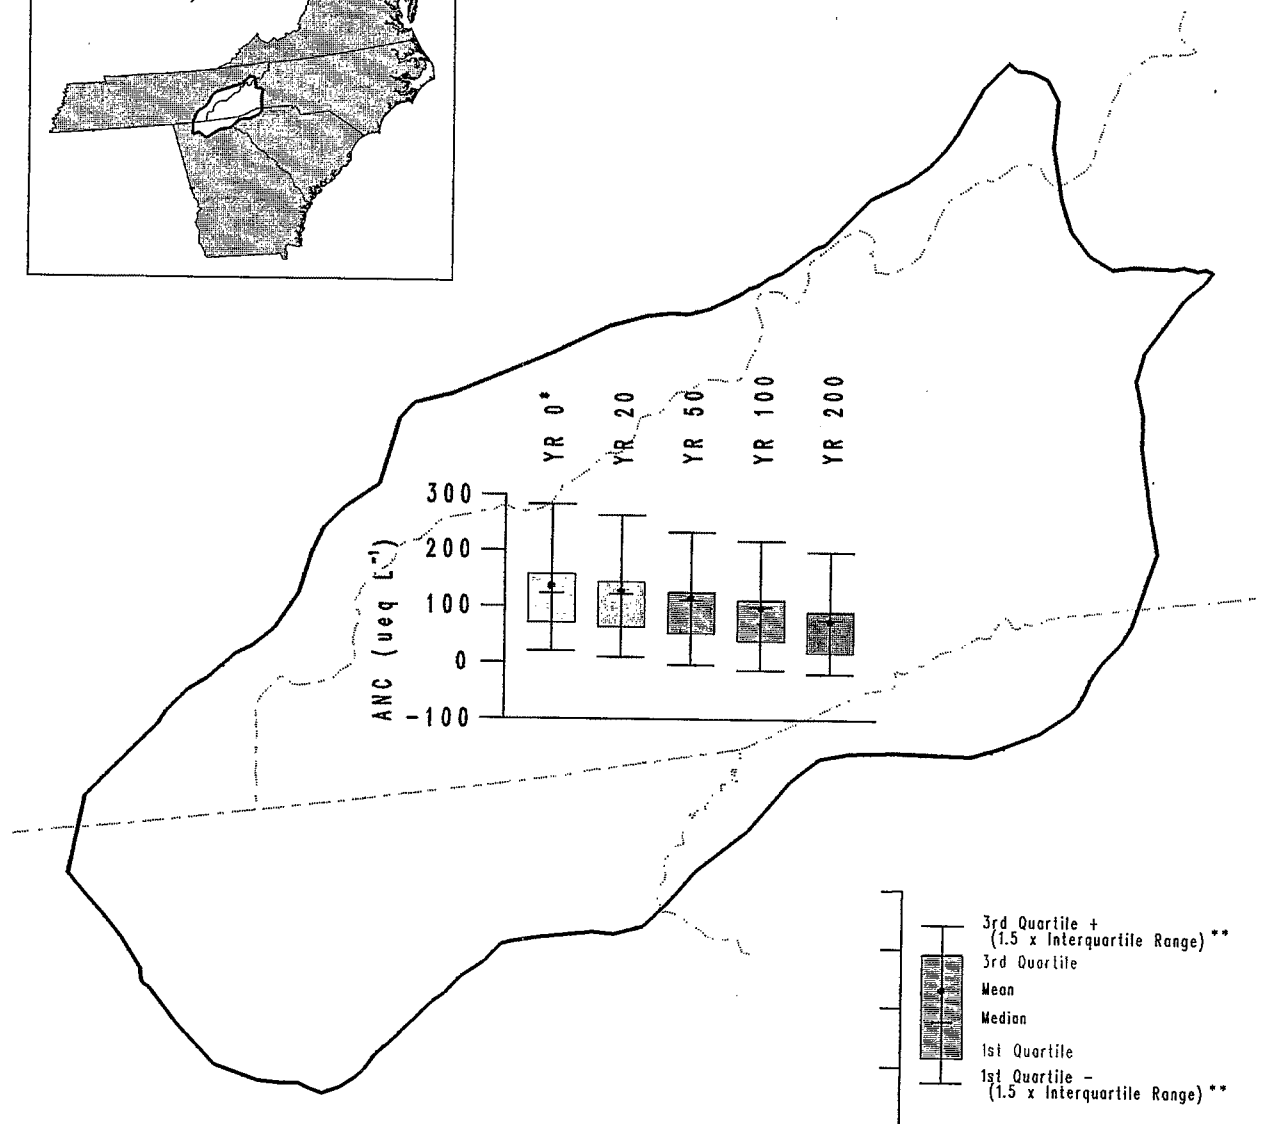 YR 0*
YR 20
YR 50
YR 100
YR 200
300
200
100
0
-100
ANC (ueq L⁻¹)
3rd Quartile +
(1.5 x Interquartile Range) **
3rd Quartile
Mean
Median
1st Quartile
1st Quartile -
(1.5 x Interquartile Range) **